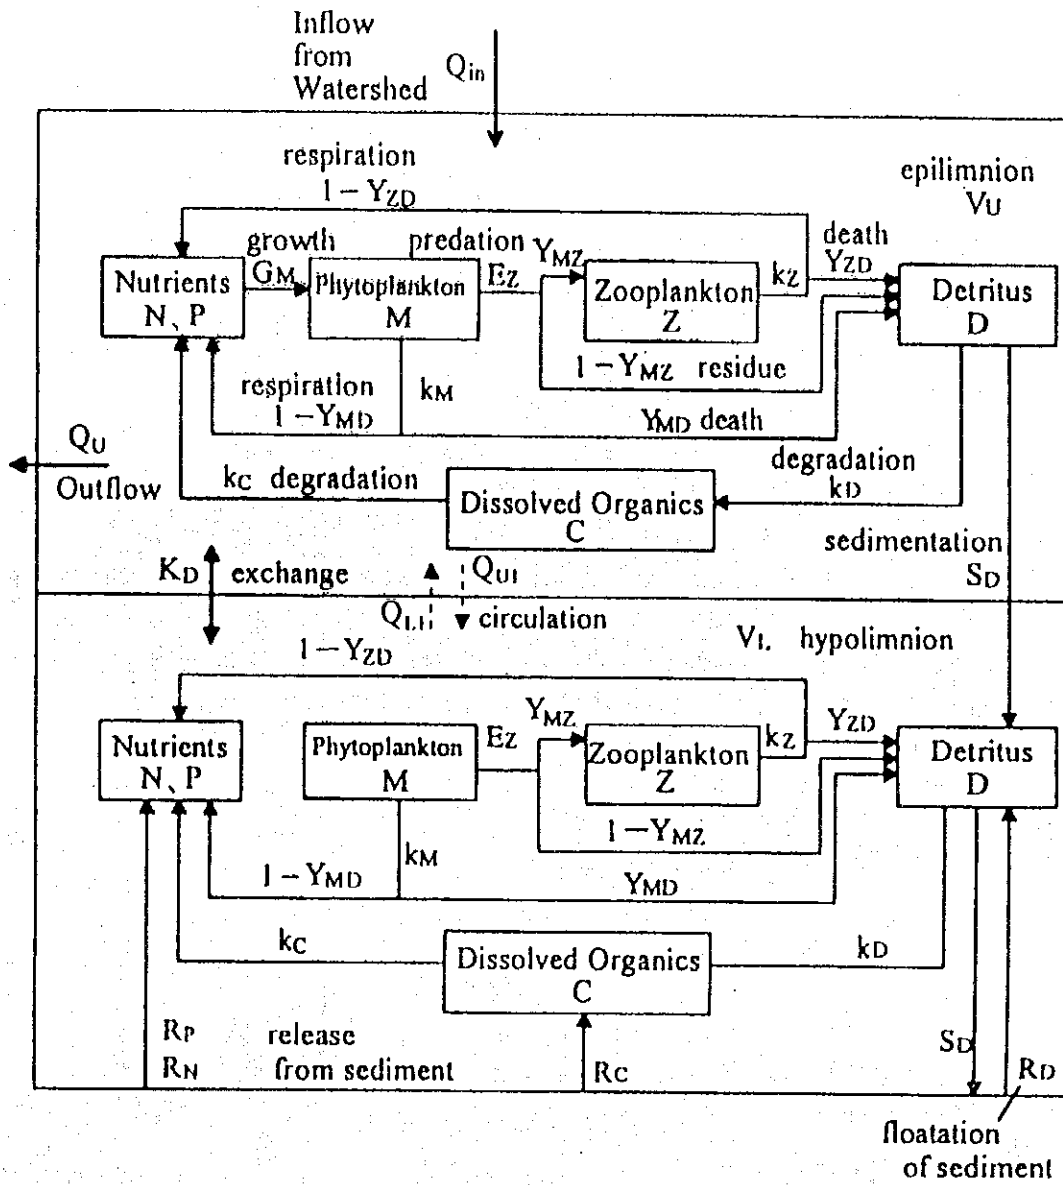 Inflow
from
Watershed
Qin
respiration
1 – YZD
epilimnion
VU
growth
GM
predation
EZ
YMZ
kZ
death
YZD
Nutrients
N、P
Phytoplankton
M
Zooplankton
Z
Detritus
D
1 – YMZ residue
respiration
1 – YMD
kM
YMD death
QU
Outflow
kC degradation
degradation
kD
Dissolved Organics
C
sedimentation
SD
KD exchange
QUI
QLI
circulation
VL hypolimnion
1 – YZD
YMZ
EZ
kZ
YZD
Nutrients
N、P
Phytoplankton
M
Zooplankton
Z
Detritus
D
1 – YMZ
kM
1 – YMD
YMD
kC
kD
Dissolved Organics
C
RP release
RN from sediment
RC
SD
RD
floatation
of sediment